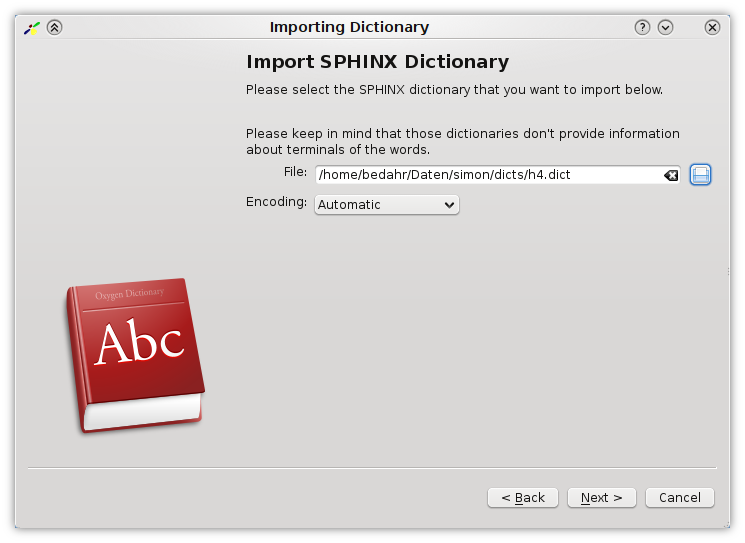 Importing Dictionary
Import SPHINX Dictionary
Please select the SPHINX dictionary that you want to import below.
Please keep in mind that those dictionaries don't provide information
about terminals of the words.
File: /home/bedahr/Daten/simon/dicts/h4.dict
Encoding: Automatic
Oxygen Dictionary
Abc
< Back Next > Cancel